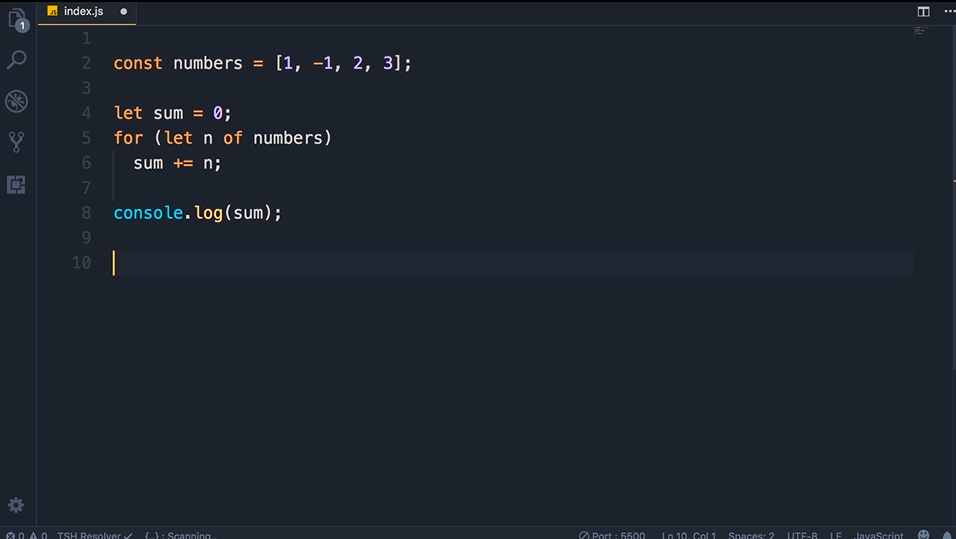 1
JS index.js
1
2 const numbers = [1, -1, 2, 3];
3
4 let sum = 0;
5 for (let n of numbers)
6 sum += n;
7
8 console.log(sum);
9
10
0 0 TSH Resolver { }: Scanning.. Port : 5500 Ln 10, Col 1 Spaces: 2 UTF-8 LF JavaScript